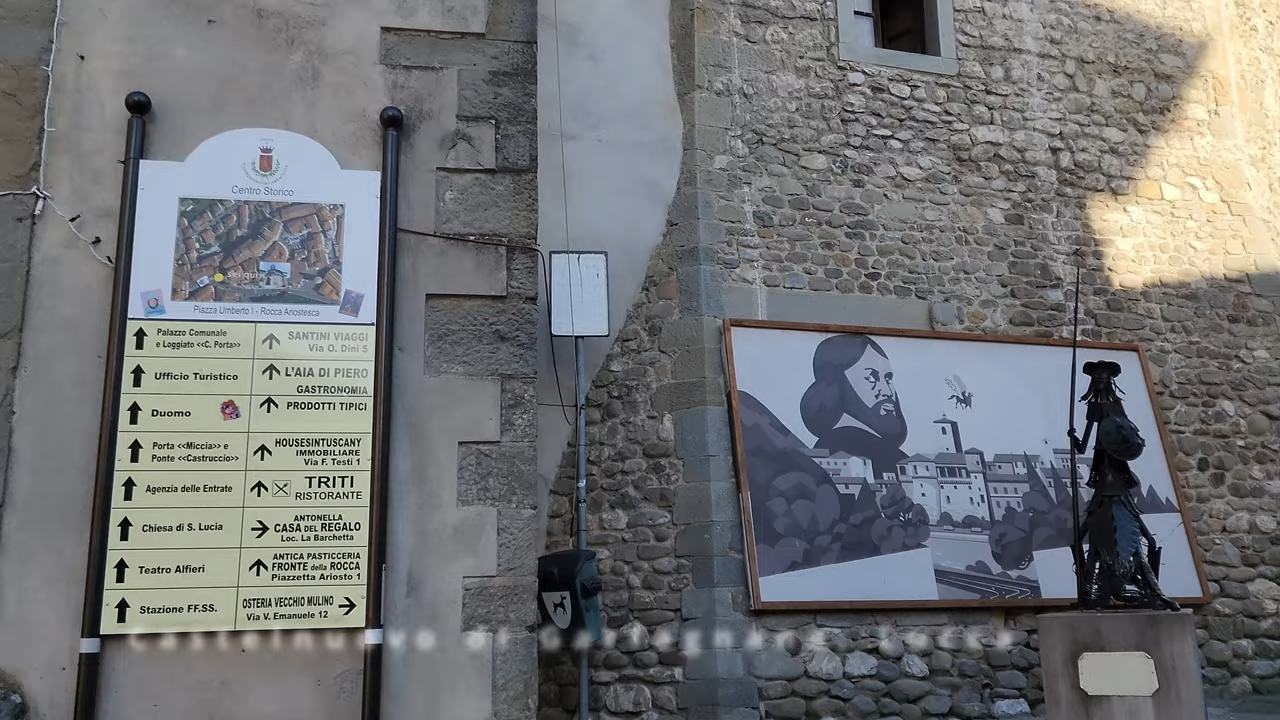 Centro Storico
sei qui
Piazza Umberto I - Rocca Ariostesca
Palazzo Comunale
e Loggiato <<C. Porta>>
Ufficio Turistico
Duomo
Porta <<Miccia>> e
Ponte <<Castruccio>>
Agenzia delle Entrate
Chiesa di S. Lucia
Teatro Alfieri
Stazione FF.SS.
SANTINI VIAGGI
Via O. Dini 5
L'AIA DI PIERO
GASTRONOMIA
PRODOTTI TIPICI
HOUSESINTUSCANY
IMMOBILIARE
Via F. Testi 1
TRITI
RISTORANTE
ANTONELLA
CASA DEL REGALO
Loc. La Barchetta
ANTICA PASTICCERIA
FRONTE della ROCCA
Piazzetta Ariosto 1
OSTERIA VECCHIO MULINO
Via V. Emanuele 12